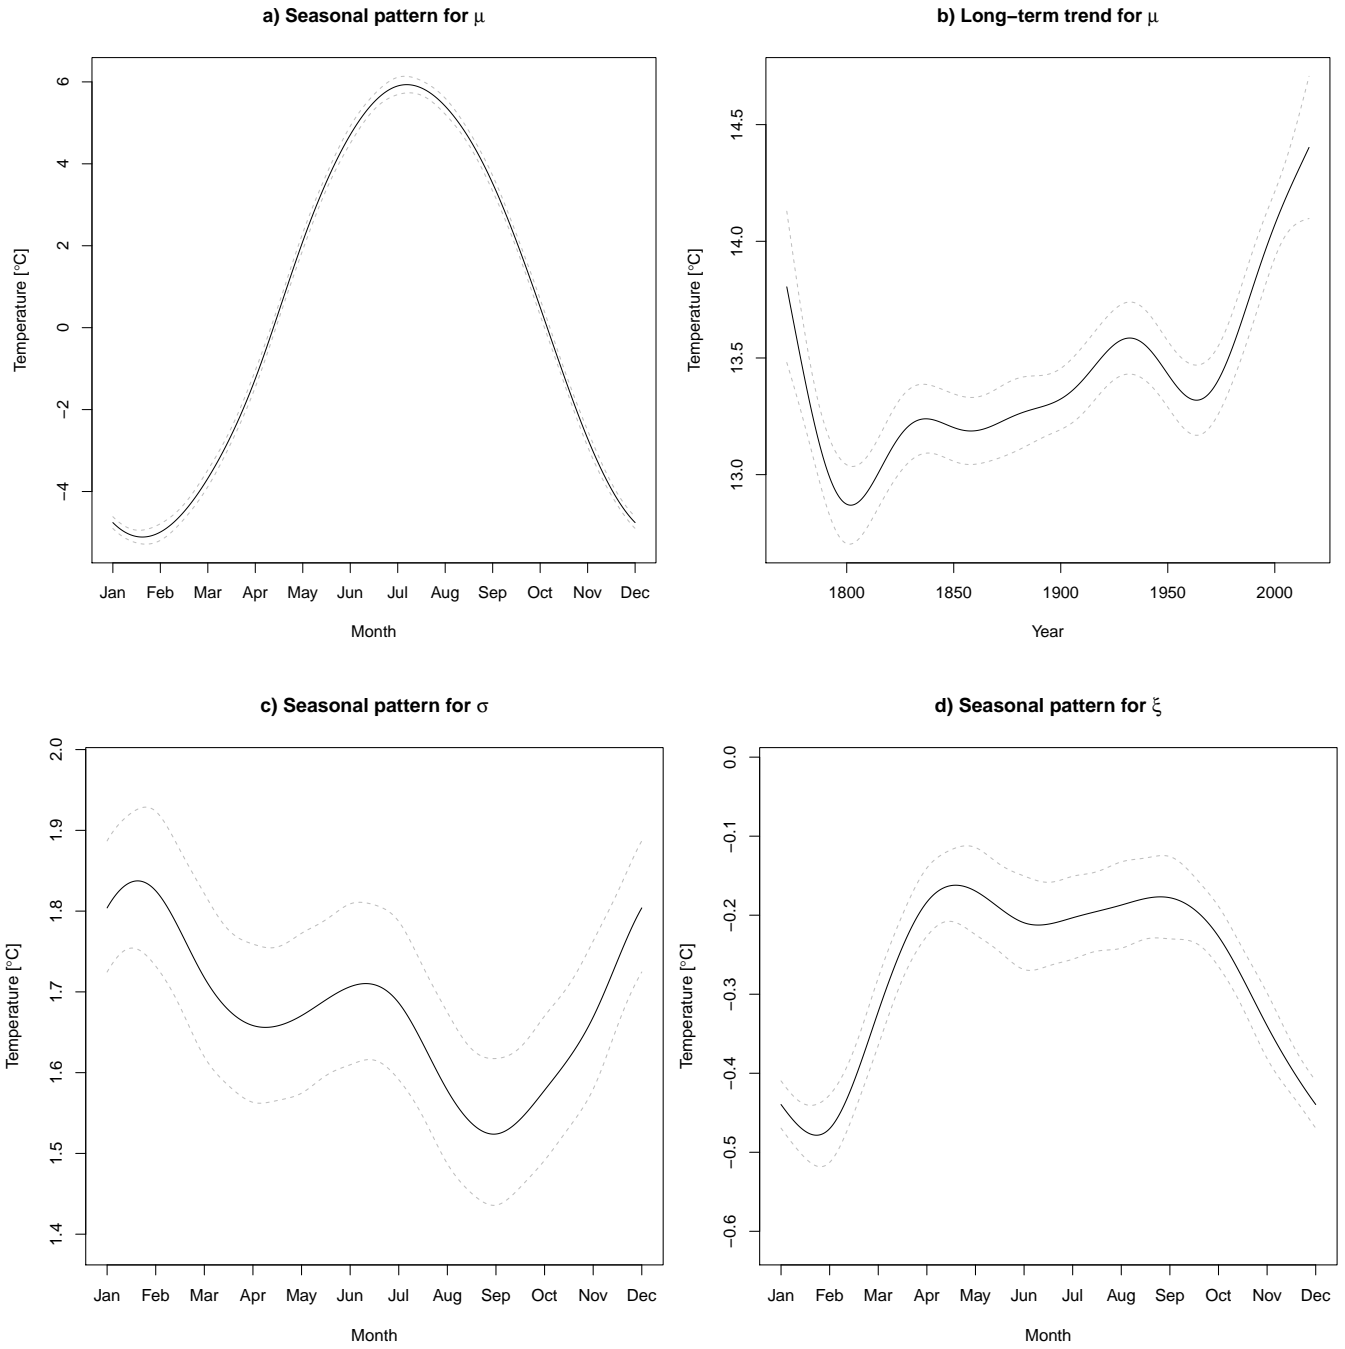 a) Seasonal pattern for μ
6
4
2
0
−2
−4
Temperature [°C]
Jan Feb Mar Apr May Jun Jul Aug Sep Oct Nov Dec
Month
b) Long−term trend for μ
14.5
14.0
13.5
13.0
Temperature [°C]
1800 1850 1900 1950 2000
Year
c) Seasonal pattern for σ
2.0
1.9
1.8
1.7
1.6
1.5
1.4
Temperature [°C]
Jan Feb Mar Apr May Jun Jul Aug Sep Oct Nov Dec
Month
d) Seasonal pattern for ξ
0.0
−0.1
−0.2
−0.3
−0.4
−0.5
−0.6
Temperature [°C]
Jan Feb Mar Apr May Jun Jul Aug Sep Oct Nov Dec
Month